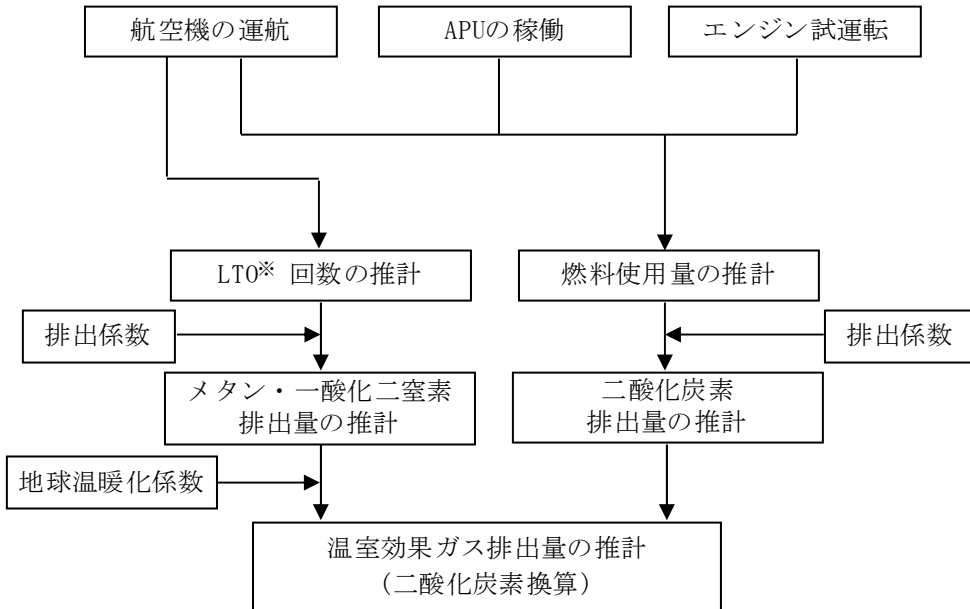 航空機の運航
APUの稼働
エンジン試運転
LTO※ 回数の推計
燃料使用量の推計
排出係数
排出係数
メタン・一酸化二窒素
排出量の推計
二酸化炭素
排出量の推計
地球温暖化係数
温室効果ガス排出量の推計
（二酸化炭素換算）